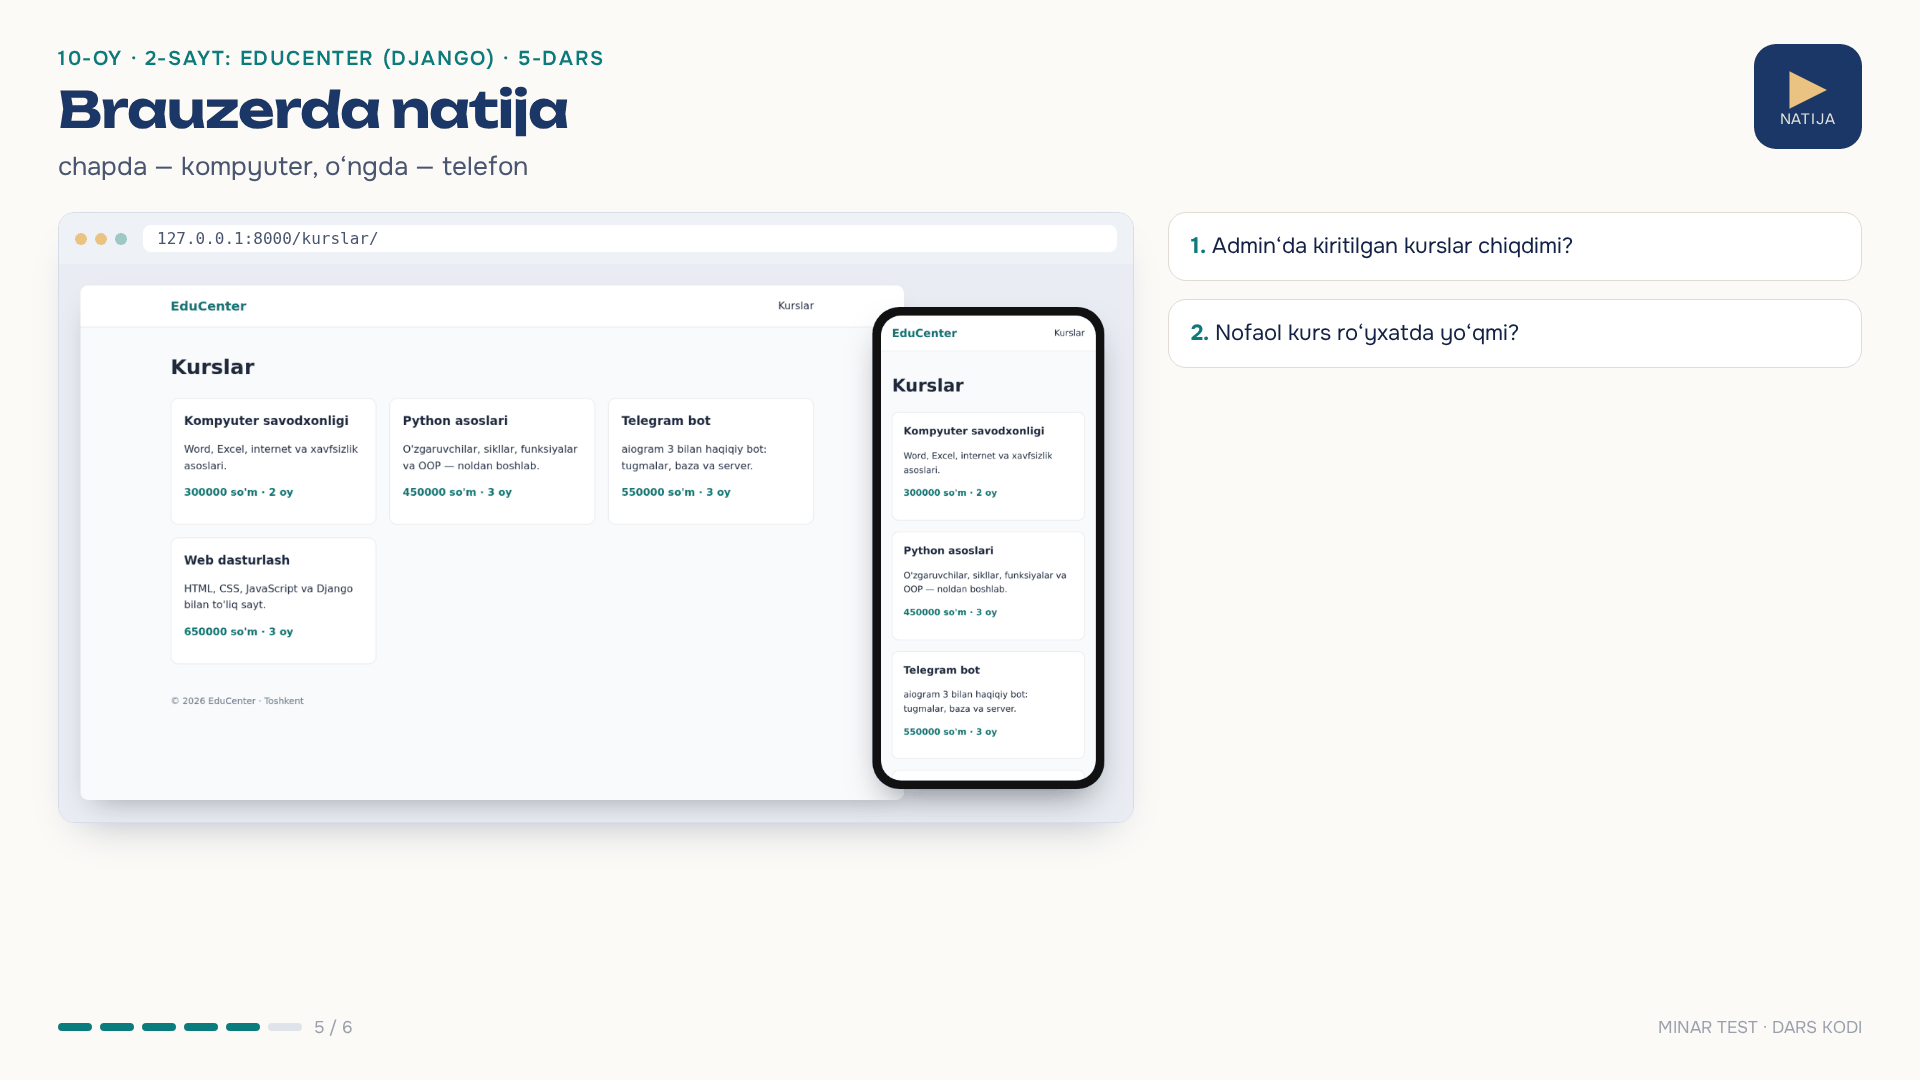 10-OY · 2-SAYT: EDUCENTER (DJANGO) · 5-DARS
Brauzerda natija
chapda — kompyuter, o‘ngda — telefon
NATIJA
127.0.0.1:8000/kurslar/
EduCenter
Kurslar
Kurslar
Kompyuter savodxonligi
Word, Excel, internet va xavfsizlik
asoslari.
300000 so'm · 2 oy
Python asoslari
O'zgaruvchilar, sikllar, funksiyalar
va OOP — noldan boshlab.
450000 so'm · 3 oy
Telegram bot
aiogram 3 bilan haqiqiy bot:
tugmalar, baza va server.
550000 so'm · 3 oy
Web dasturlash
HTML, CSS, JavaScript va Django
bilan to'liq sayt.
650000 so'm · 3 oy
© 2026 EduCenter · Toshkent
EduCenter
Kurslar
Kurslar
Kompyuter savodxonligi
Word, Excel, internet va xavfsizlik
asoslari.
300000 so'm · 2 oy
Python asoslari
O'zgaruvchilar, sikllar, funksiyalar va
OOP — noldan boshlab.
450000 so'm · 3 oy
Telegram bot
aiogram 3 bilan haqiqiy bot:
tugmalar, baza va server.
550000 so'm · 3 oy
1. Admin‘da kiritilgan kurslar chiqdimi?
2. Nofaol kurs ro‘yxatda yo‘qmi?
5 / 6
MINAR TEST · DARS KODI